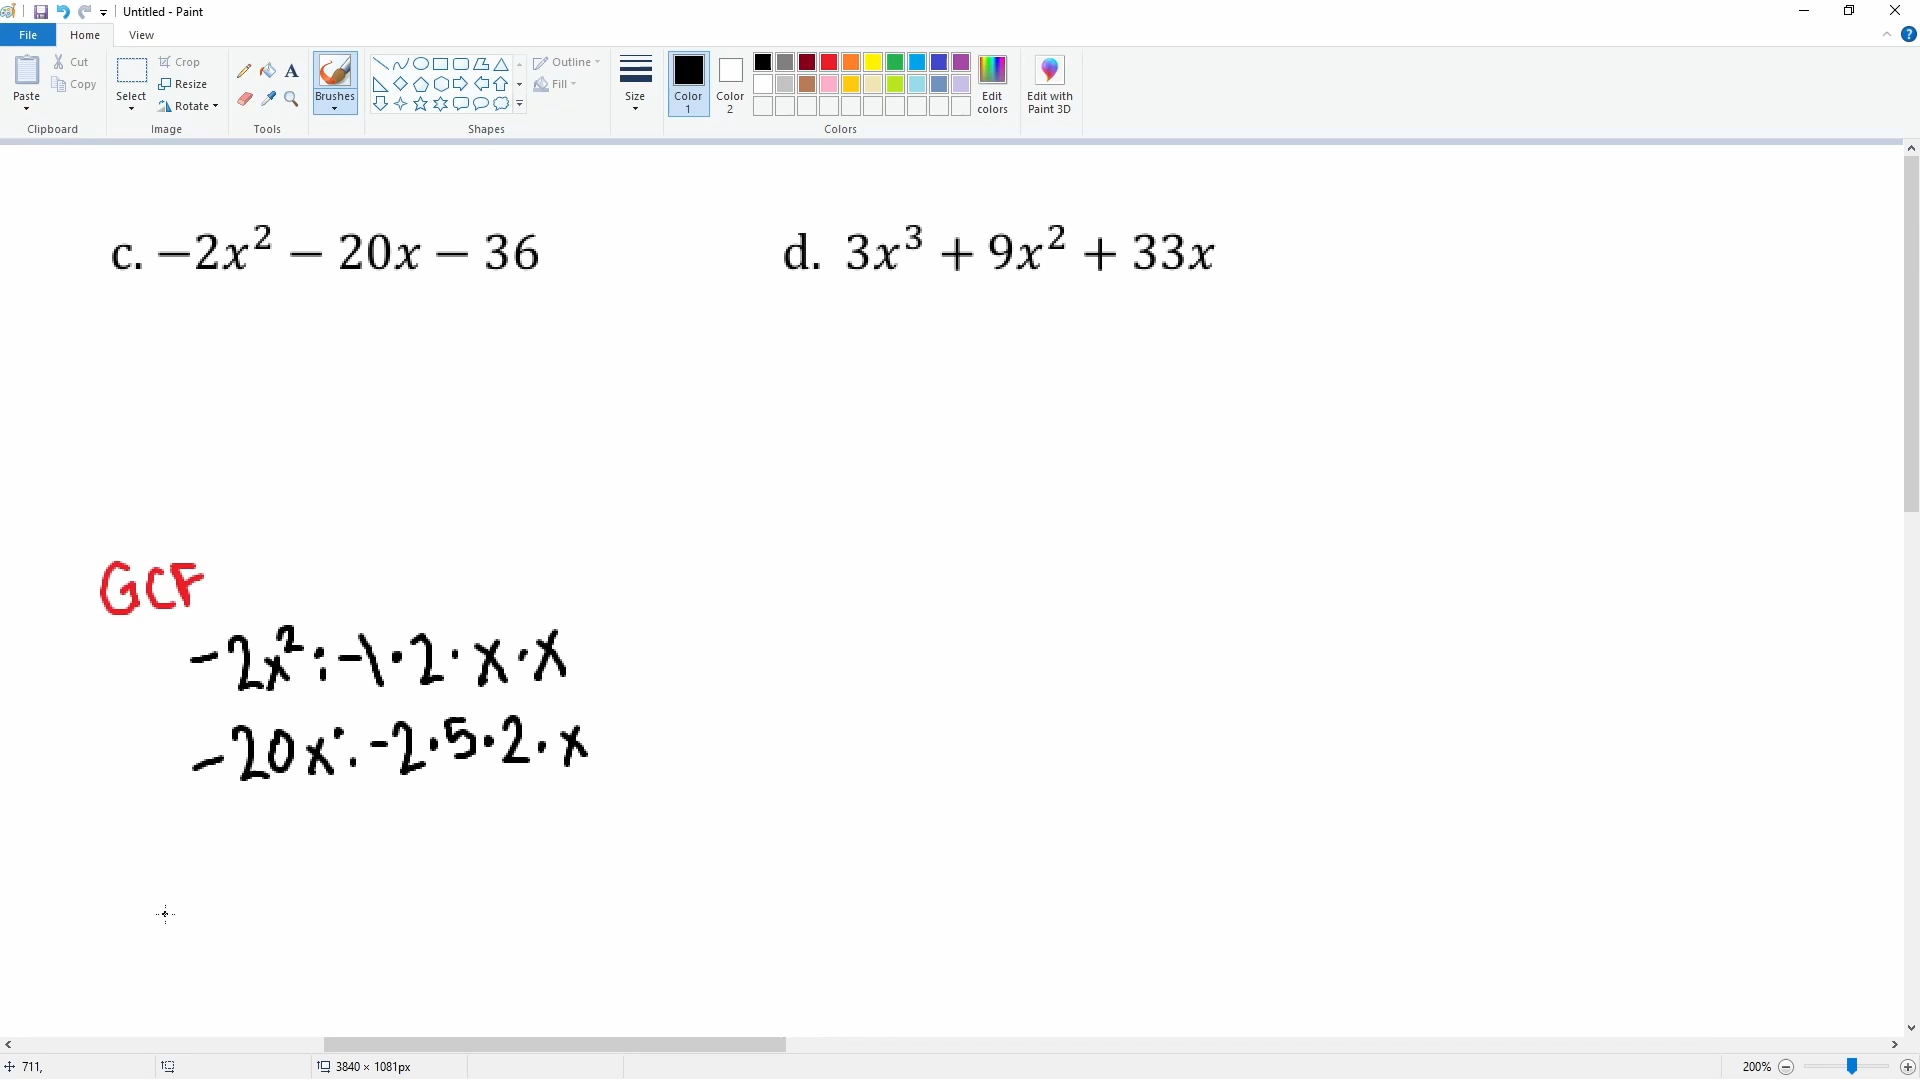 Untitled - Paint
File Home View
Paste Cut Copy Clipboard
Select Crop Resize Rotate Image
Tools
Brushes
Shapes Outline Fill
Size
Color 1 Color 2 Edit colors Colors
Edit with Paint 3D
c. −2x² − 20x − 36
d. 3x³ + 9x² + 33x
GCF
-2x²: -1·2·x·x
-20x: -2·5·2·x
711,
3840 × 1081px
200%